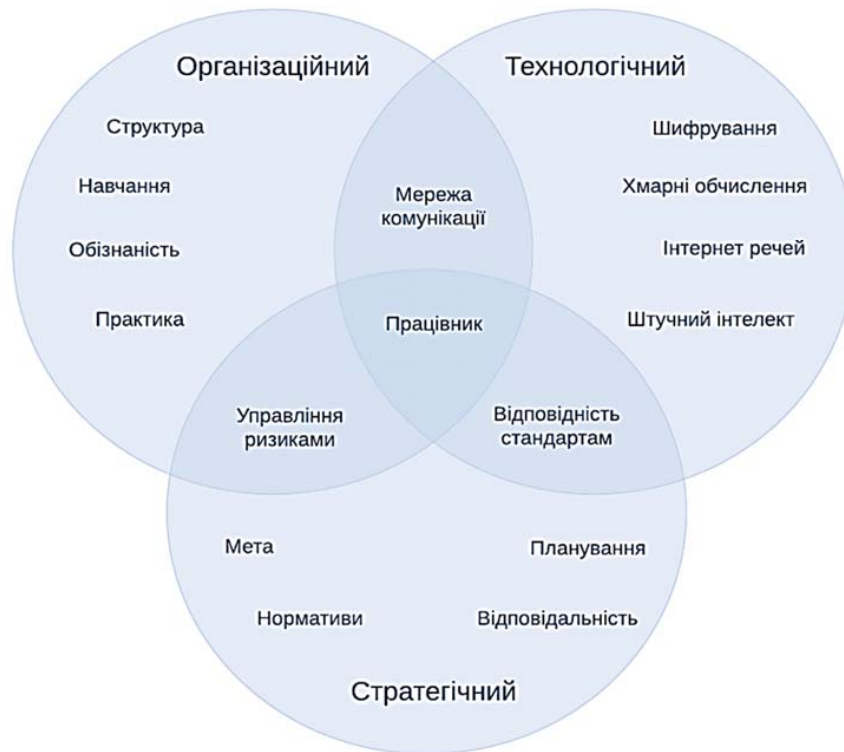 Організаційний
Технологічний
Структура
Шифрування
Навчання
Хмарні обчислення
Мережа
комунікації
Обізнаність
Інтернет речей
Практика
Працівник
Штучний інтелект
Управління
ризиками
Відповідність
стандартам
Мета
Планування
Нормативи
Відповідальність
Стратегічний